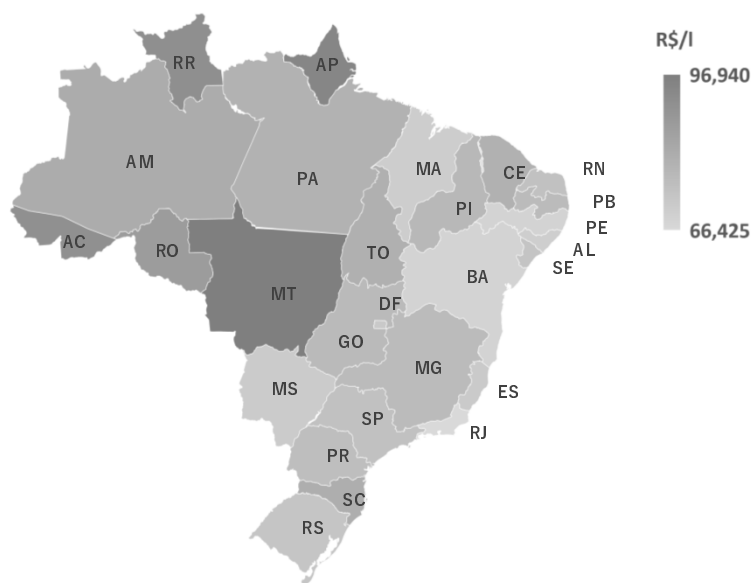 RR
AP
R$/l
96,940
AM
PA
MA
CE
RN
PI
PB
PE
66,425
AC
RO
TO
AL
SE
MT
BA
DF
GO
MG
MS
ES
SP
RJ
PR
SC
RS